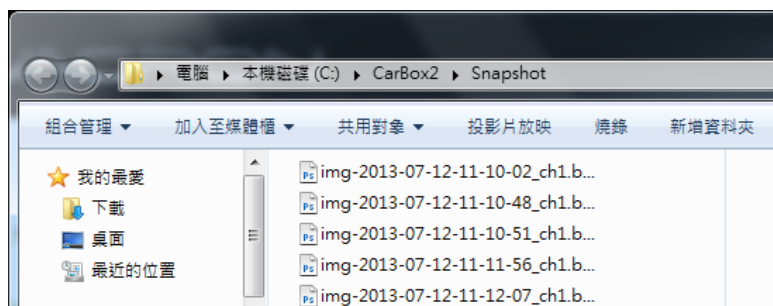 電腦 ▸ 本機磁碟 (C:) ▸ CarBox2 ▸ Snapshot
組合管理 ▼ 加入至媒體櫃 ▼ 共用對象 ▼ 投影片放映 燒錄 新增資料夾
我的最愛
下載
桌面
最近的位置
img-2013-07-12-11-10-02_ch1.b...
img-2013-07-12-11-10-48_ch1.b...
img-2013-07-12-11-10-51_ch1.b...
img-2013-07-12-11-11-56_ch1.b...
img-2013-07-12-11-12-07_ch1.b...